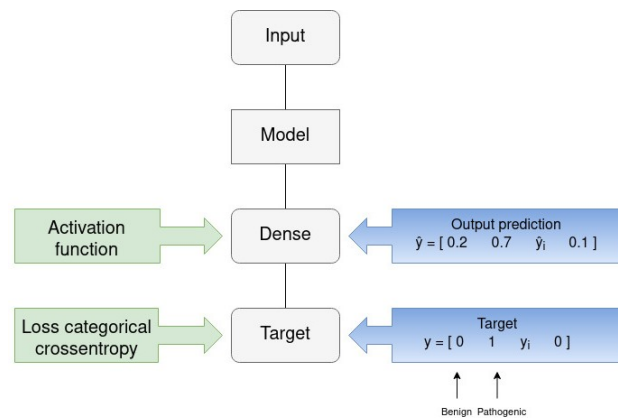 Input
Model
Activation
function
Dense
Output prediction
ŷ = [ 0.2 0.7 ŷi 0.1 ]
Loss categorical
crossentropy
Target
Target
y = [ 0 1 yi 0 ]
Benign Pathogenic